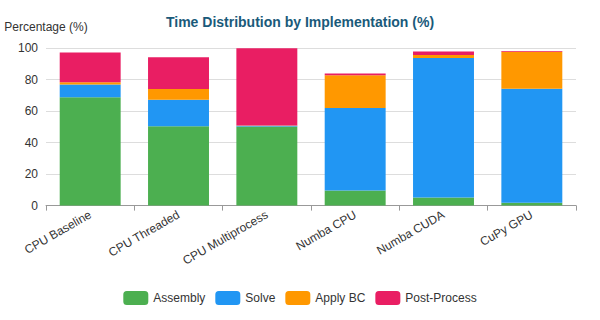 Time Distribution by Implementation (%)
Percentage (%)
100
80
60
40
20
0
CPU Baseline
CPU Threaded
CPU Multiprocess
Numba CPU
Numba CUDA
CuPy GPU
Assembly Solve Apply BC Post-Process